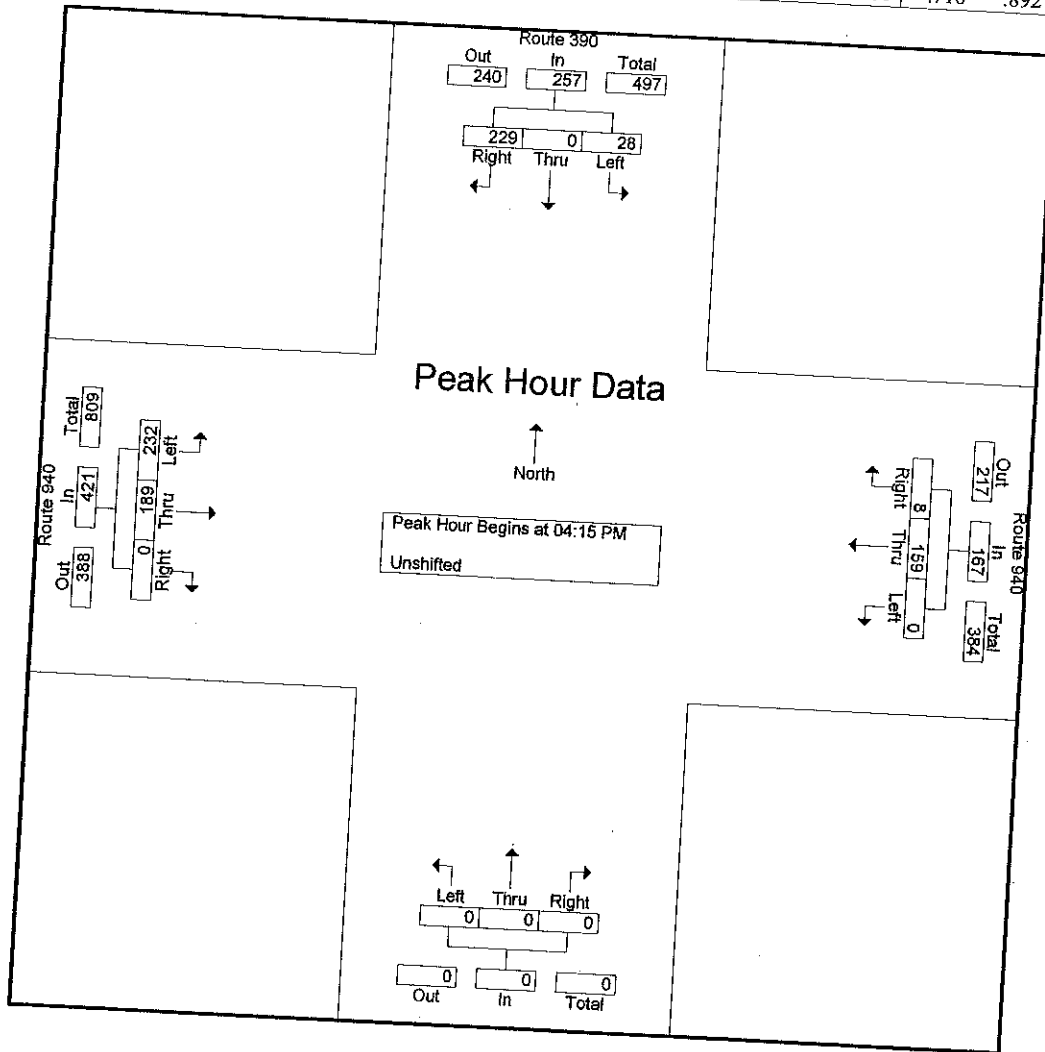 .892
Route 390
Out In Total
240 257 497
229 0 28
Right Thru Left
Peak Hour Data
North
Peak Hour Begins at 04:15 PM
Unshifted
Route 940
Total In Out
809 421 388
232 189 0
Left Thru Right
Route 940
Out In Total
217 167 384
8 159 0
Right Thru Left
Left Thru Right
0 0 0
0 0 0
Out In Total